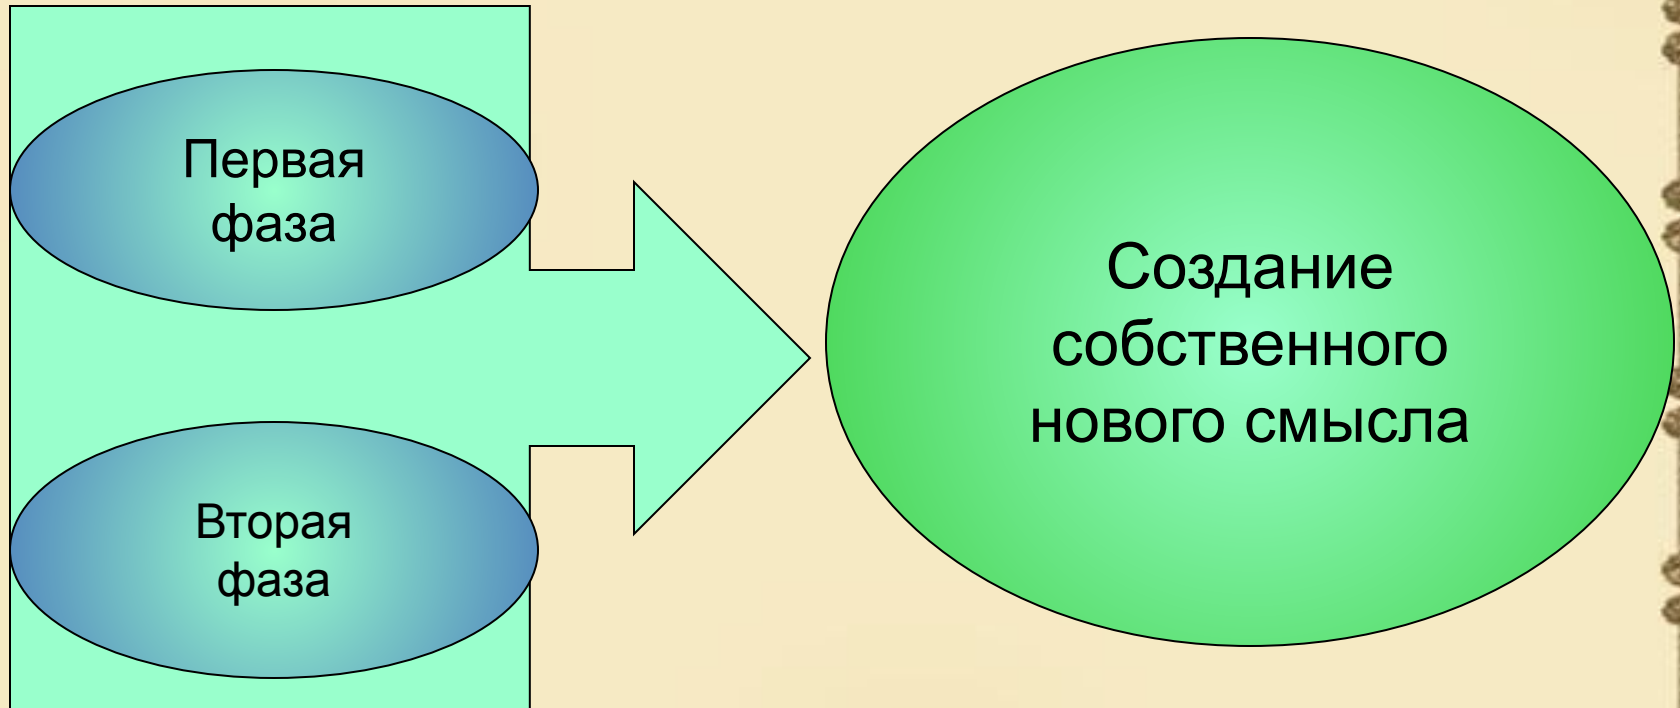 Первая
фаза
Вторая
фаза
Создание
собственного
нового смысла